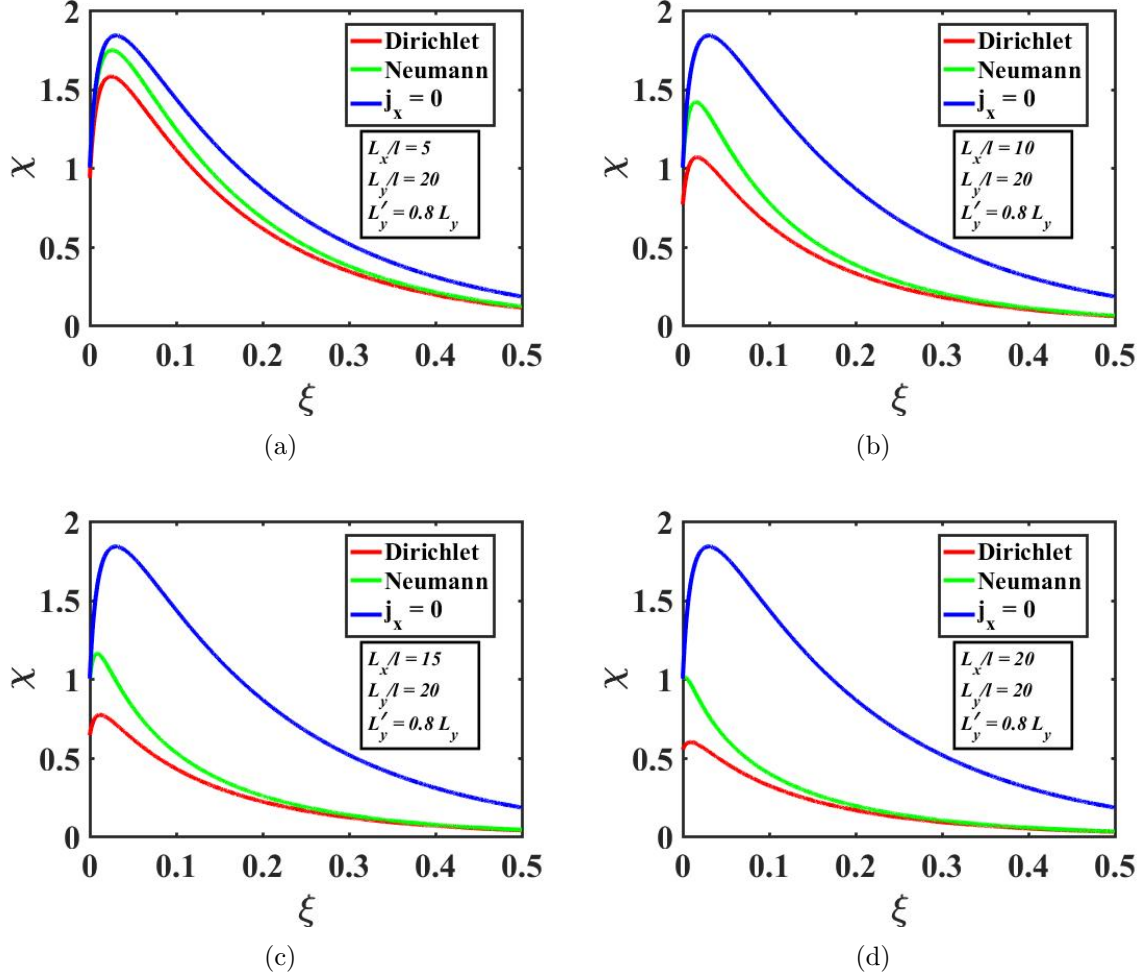 2
1.5
1
0.5
0
χ
0 0.1 0.2 0.3 0.4 0.5
ξ
Dirichlet
Neumann
j_x = 0
L_x/l = 5
L_y/l = 20
L'_y = 0.8 L_y
(a)
2
1.5
1
0.5
0
χ
0 0.1 0.2 0.3 0.4 0.5
ξ
Dirichlet
Neumann
j_x = 0
L_x/l = 10
L_y/l = 20
L'_y = 0.8 L_y
(b)
2
1.5
1
0.5
0
χ
0 0.1 0.2 0.3 0.4 0.5
ξ
Dirichlet
Neumann
j_x = 0
L_x/l = 15
L_y/l = 20
L'_y = 0.8 L_y
(c)
2
1.5
1
0.5
0
χ
0 0.1 0.2 0.3 0.4 0.5
ξ
Dirichlet
Neumann
j_x = 0
L_x/l = 20
L_y/l = 20
L'_y = 0.8 L_y
(d)